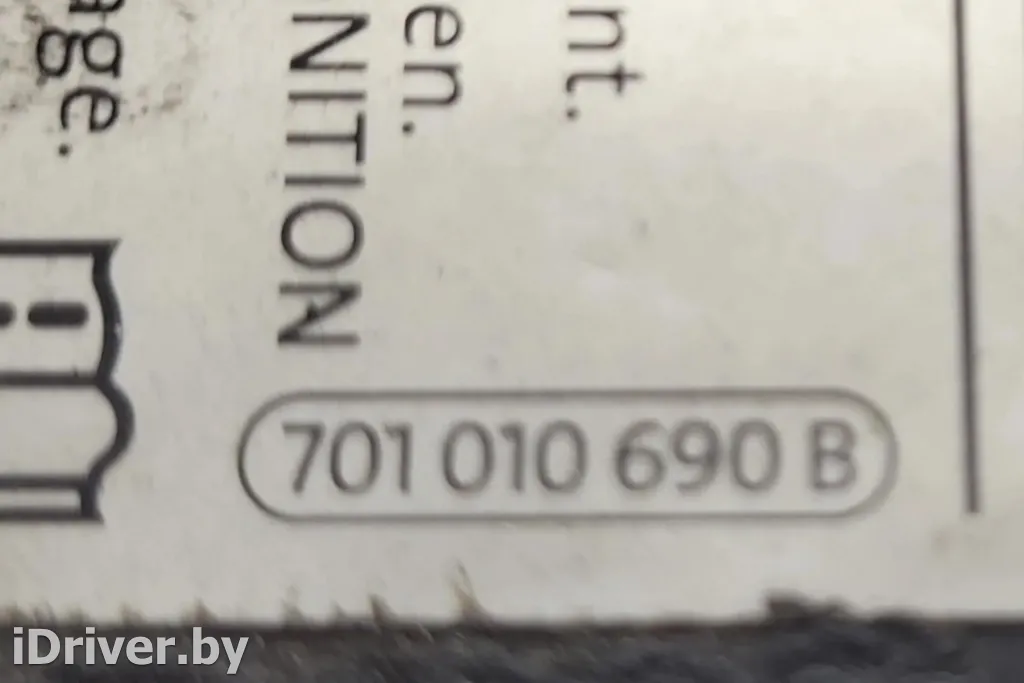 age.
NITION
en.
nt.
701 010 690 B
iDriver.by